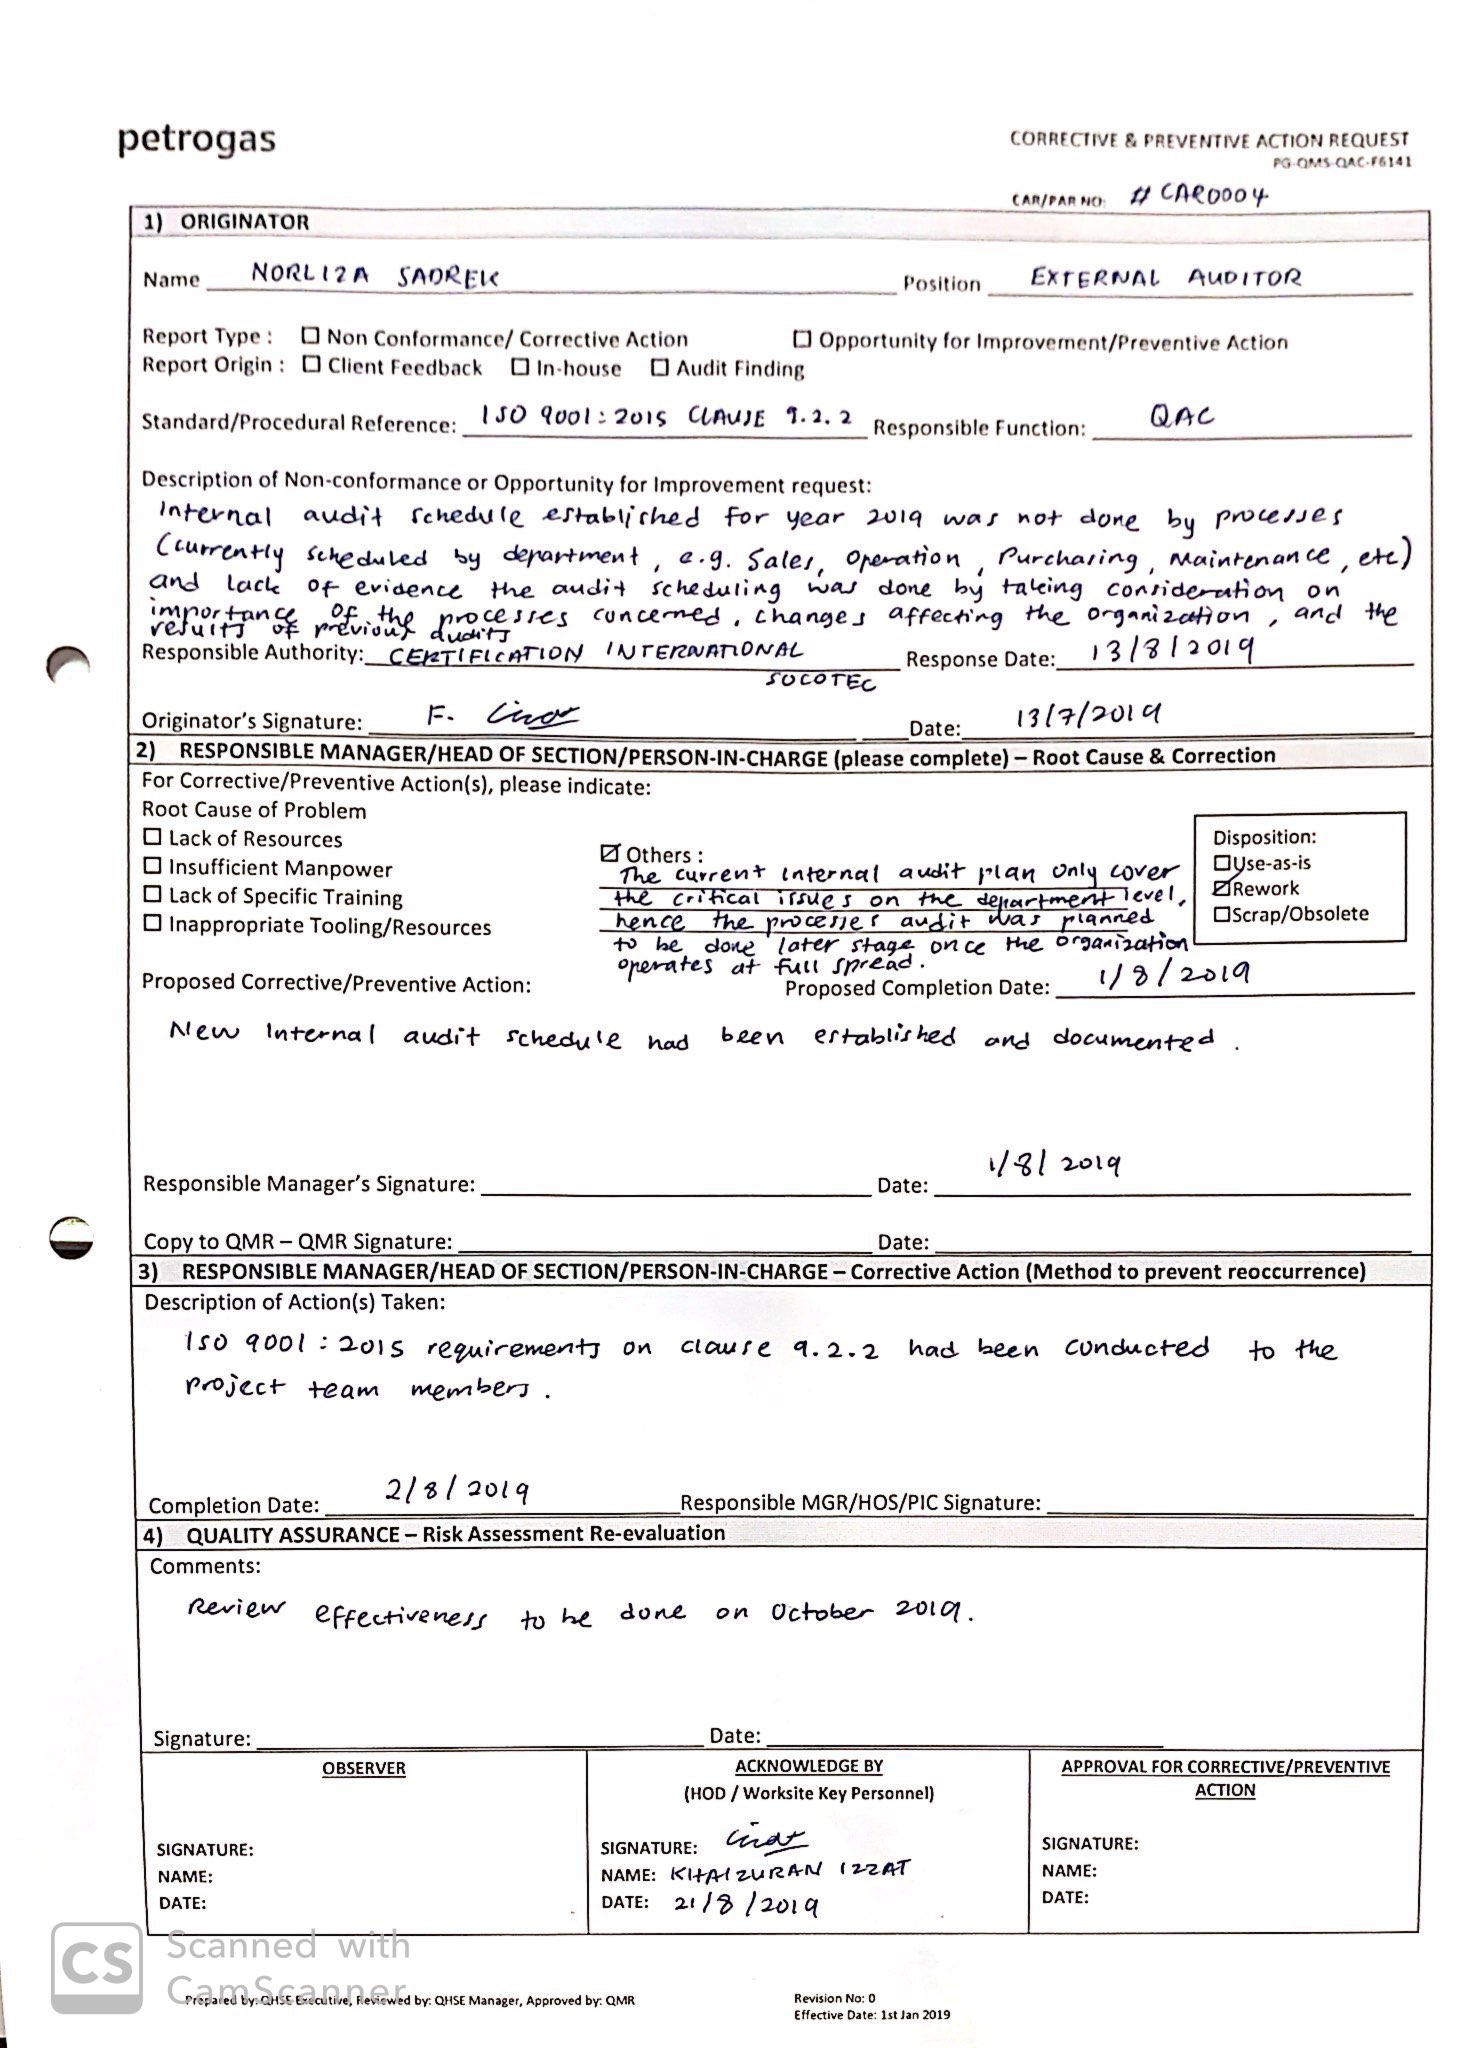 petrogas
CORRECTIVE & PREVENTIVE ACTION REQUEST
PG-QMS-QAC-F6141
CAR/PAR NO: # CAR0004
1) ORIGINATOR
Name NORLIZA SADREK Position EXTERNAL AUDITOR
Report Type : ☐ Non Conformance/ Corrective Action ☐ Opportunity for Improvement/Preventive Action
Report Origin : ☐ Client Feedback ☐ In-house ☐ Audit Finding
Standard/Procedural Reference: ISO 9001:2015 CLAUSE 9.2.2 Responsible Function: QAC
Description of Non-conformance or Opportunity for Improvement request:
Internal audit schedule established for year 2019 was not done by processes
(currently scheduled by department, e.g. Sales, Operation, Purchasing, Maintenance, etc)
and lack of evidence the audit scheduling was done by taking consideration on
importance of the processes concerned, changes affecting the organization, and the
results of previous audits
Responsible Authority: CERTIFICATION INTERNATIONAL Response Date: 13/8/2019
SOCOTEC
Originator's Signature: F. Date: 13/7/2019
2) RESPONSIBLE MANAGER/HEAD OF SECTION/PERSON-IN-CHARGE (please complete) – Root Cause & Correction
For Corrective/Preventive Action(s), please indicate:
Root Cause of Problem
☐ Lack of Resources
☐ Insufficient Manpower
☐ Lack of Specific Training
☐ Inappropriate Tooling/Resources
☑ Others :
The current internal audit plan only cover
the critical issues on the department level,
hence the processes audit was planned
to be done later stage once the organization
operates at full spread.
Disposition:
☐Use-as-is
☑Rework
☐Scrap/Obsolete
Proposed Corrective/Preventive Action: Proposed Completion Date: 1/8/2019
New Internal audit schedule had been established and documented.
Responsible Manager's Signature: Date: 1/8/2019
Copy to QMR – QMR Signature: Date:
3) RESPONSIBLE MANAGER/HEAD OF SECTION/PERSON-IN-CHARGE – Corrective Action (Method to prevent reoccurrence)
Description of Action(s) Taken:
ISO 9001:2015 requirements on clause 9.2.2 had been conducted to the
project team members.
Completion Date: 2/8/2019 Responsible MGR/HOS/PIC Signature:
4) QUALITY ASSURANCE – Risk Assessment Re-evaluation
Comments:
Review effectiveness to be done on October 2019.
Signature: Date:
OBSERVER
SIGNATURE:
NAME:
DATE:
ACKNOWLEDGE BY
(HOD / Worksite Key Personnel)
SIGNATURE:
NAME: KHAIZURAN IZZAT
DATE: 21/8/2019
APPROVAL FOR CORRECTIVE/PREVENTIVE
ACTION
SIGNATURE:
NAME:
DATE:
CS Scanned with
CamScanner
Prepared by: QHSE Executive, Reviewed by: QHSE Manager, Approved by: QMR
Revision No: 0
Effective Date: 1st Jan 2019